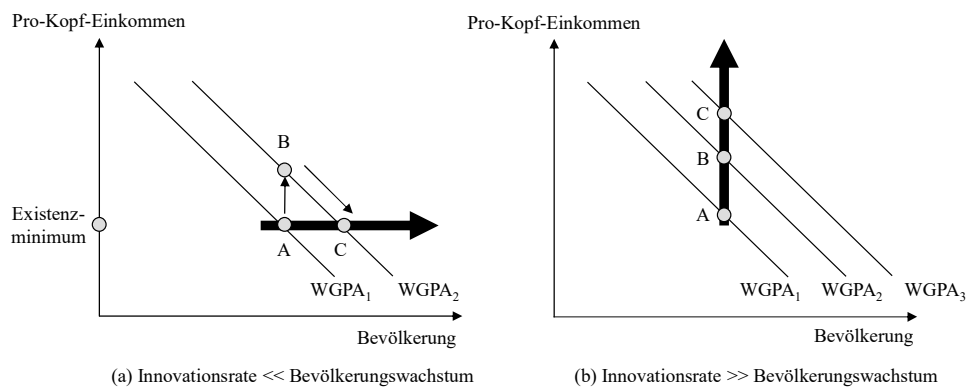 Pro-Kopf-Einkommen
B
Existenz-
minimum
A
C
WGPA1
WGPA2
Bevölkerung
(a) Innovationsrate << Bevölkerungswachstum
Pro-Kopf-Einkommen
C
B
A
WGPA1
WGPA2
WGPA3
Bevölkerung
(b) Innovationsrate >> Bevölkerungswachstum